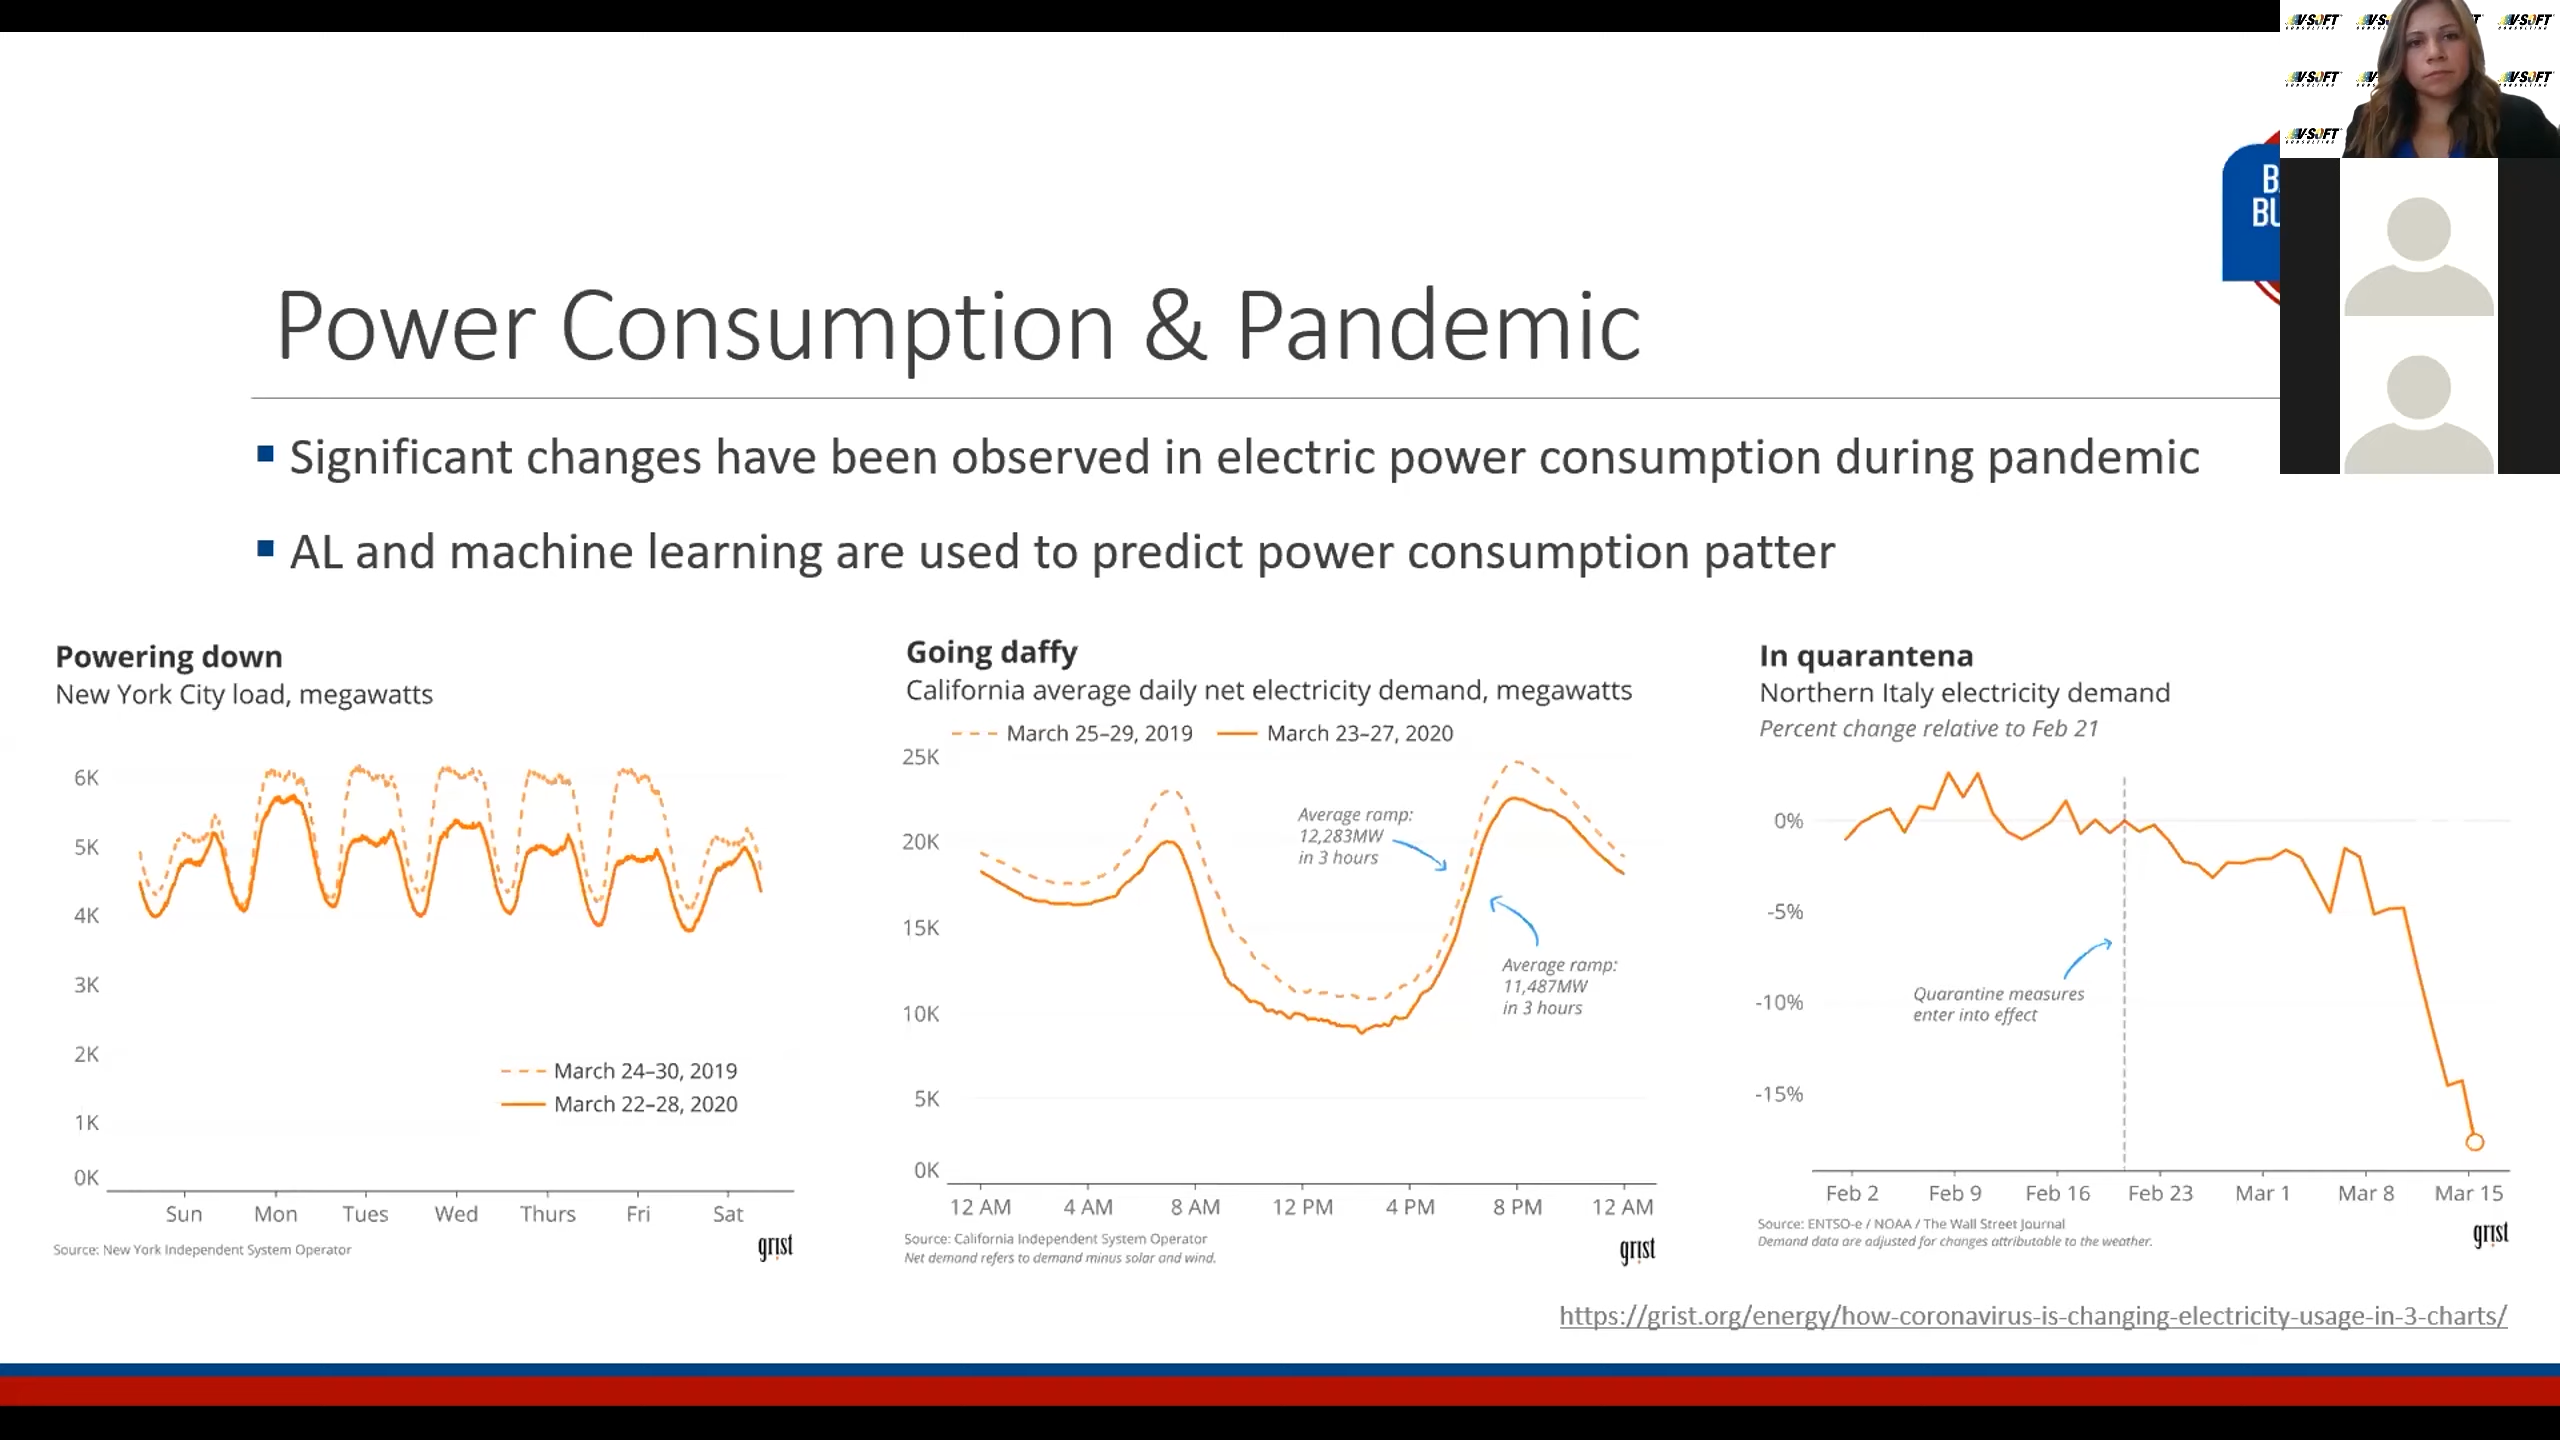 Power Consumption & Pandemic
Significant changes have been observed in electric power consumption during pandemic
AL and machine learning are used to predict power consumption patter
Powering down
New York City load, megawatts
6K
5K
4K
3K
2K
1K
0K
March 24–30, 2019
March 22–28, 2020
Sun Mon Tues Wed Thurs Fri Sat
Source: New York Independent System Operator
grist
Going daffy
California average daily net electricity demand, megawatts
March 25–29, 2019 March 23–27, 2020
25K
20K
15K
10K
5K
0K
Average ramp:
12,283MW
in 3 hours
Average ramp:
11,487MW
in 3 hours
12 AM 4 AM 8 AM 12 PM 4 PM 8 PM 12 AM
Source: California Independent System Operator
Net demand refers to demand minus solar and wind.
grist
In quarantena
Northern Italy electricity demand
Percent change relative to Feb 21
0%
-5%
-10%
-15%
Quarantine measures
enter into effect
Feb 2 Feb 9 Feb 16 Feb 23 Mar 1 Mar 8 Mar 15
Source: ENTSO-e / NOAA / The Wall Street Journal
Demand data are adjusted for changes attributable to the weather.
grist
https://grist.org/energy/how-coronavirus-is-changing-electricity-usage-in-3-charts/
V-SOFT
CONSULTING
V-SOFT
CONSULTING
V-SOFT
CONSULTING
V-SOFT
CONSULTING
V-SOFT
CONSULTING